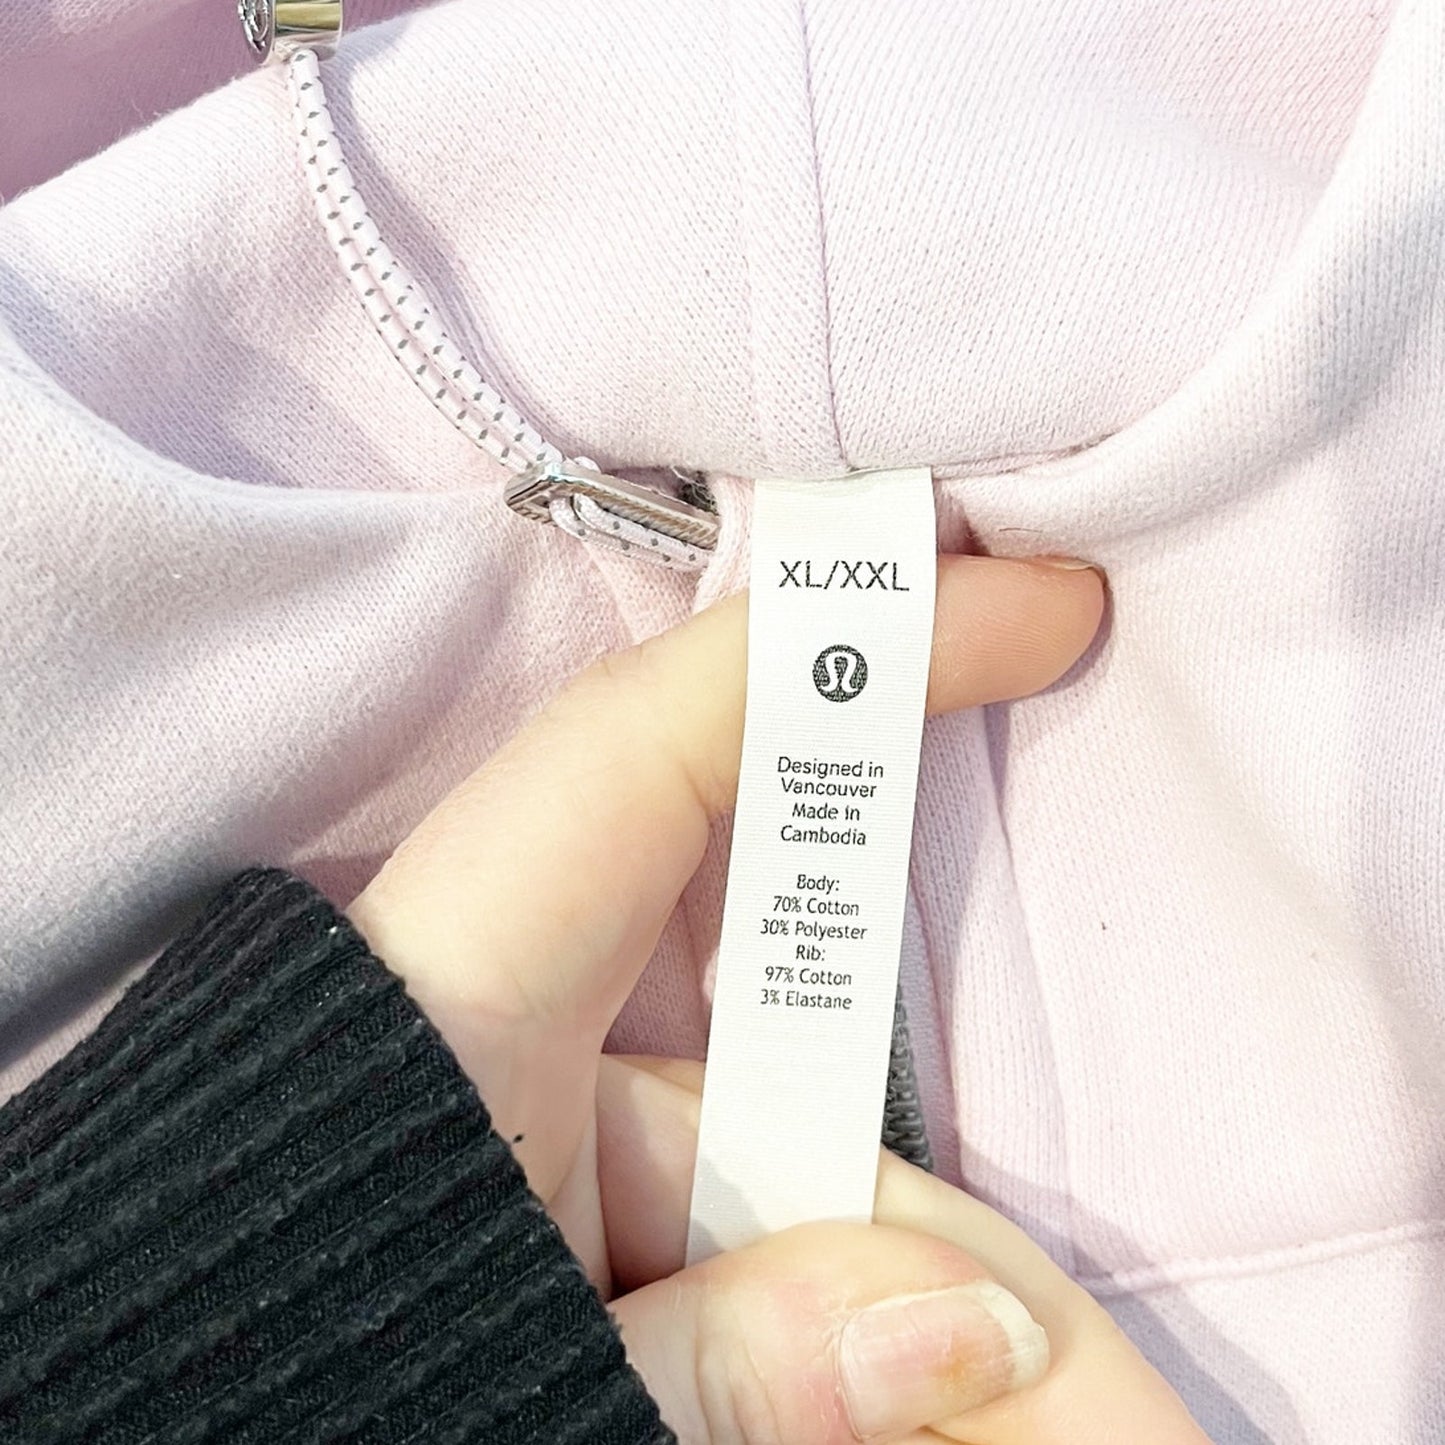 XL/XXL
Designed in
Vancouver
Made in
Cambodia
Body:
70% Cotton
30% Polyester
Rib:
97% Cotton
3% Elastane